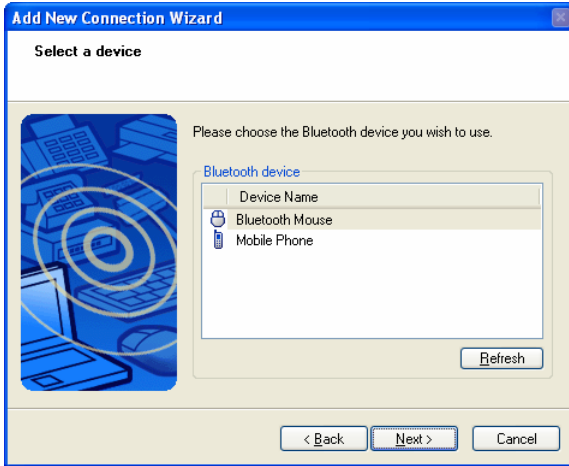 Add New Connection Wizard
Select a device
Please choose the Bluetooth device you wish to use.
Bluetooth device
Device Name
Bluetooth Mouse
Mobile Phone
Refresh
< Back Next > Cancel